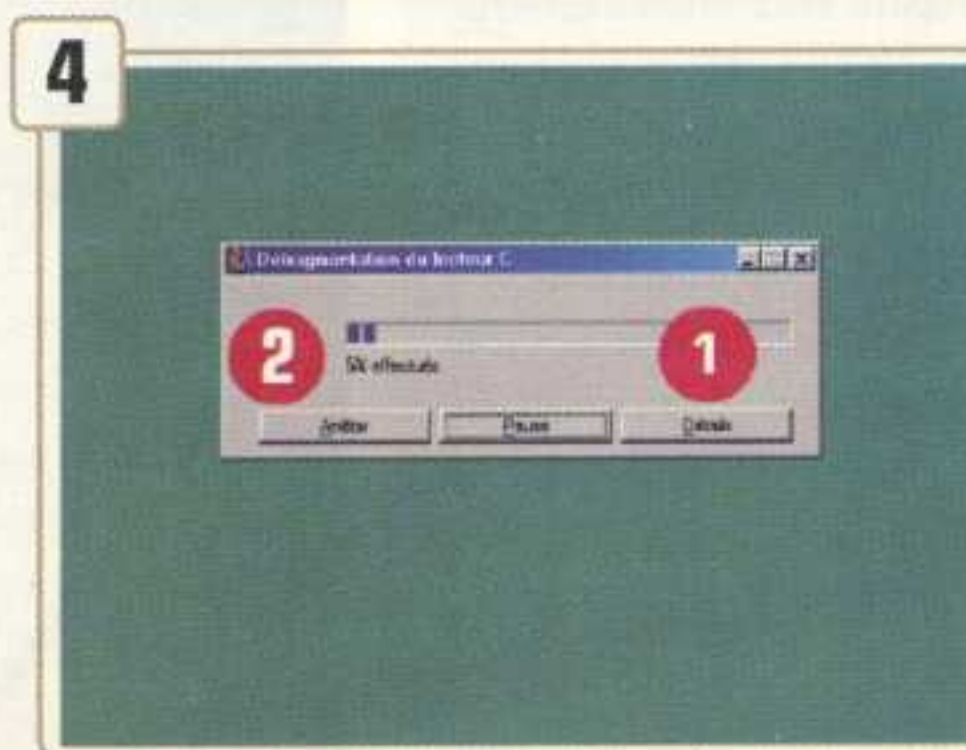 4
Défragmentation du lecteur C
2
1
5% effectués
Arrêter
Pause
Détails